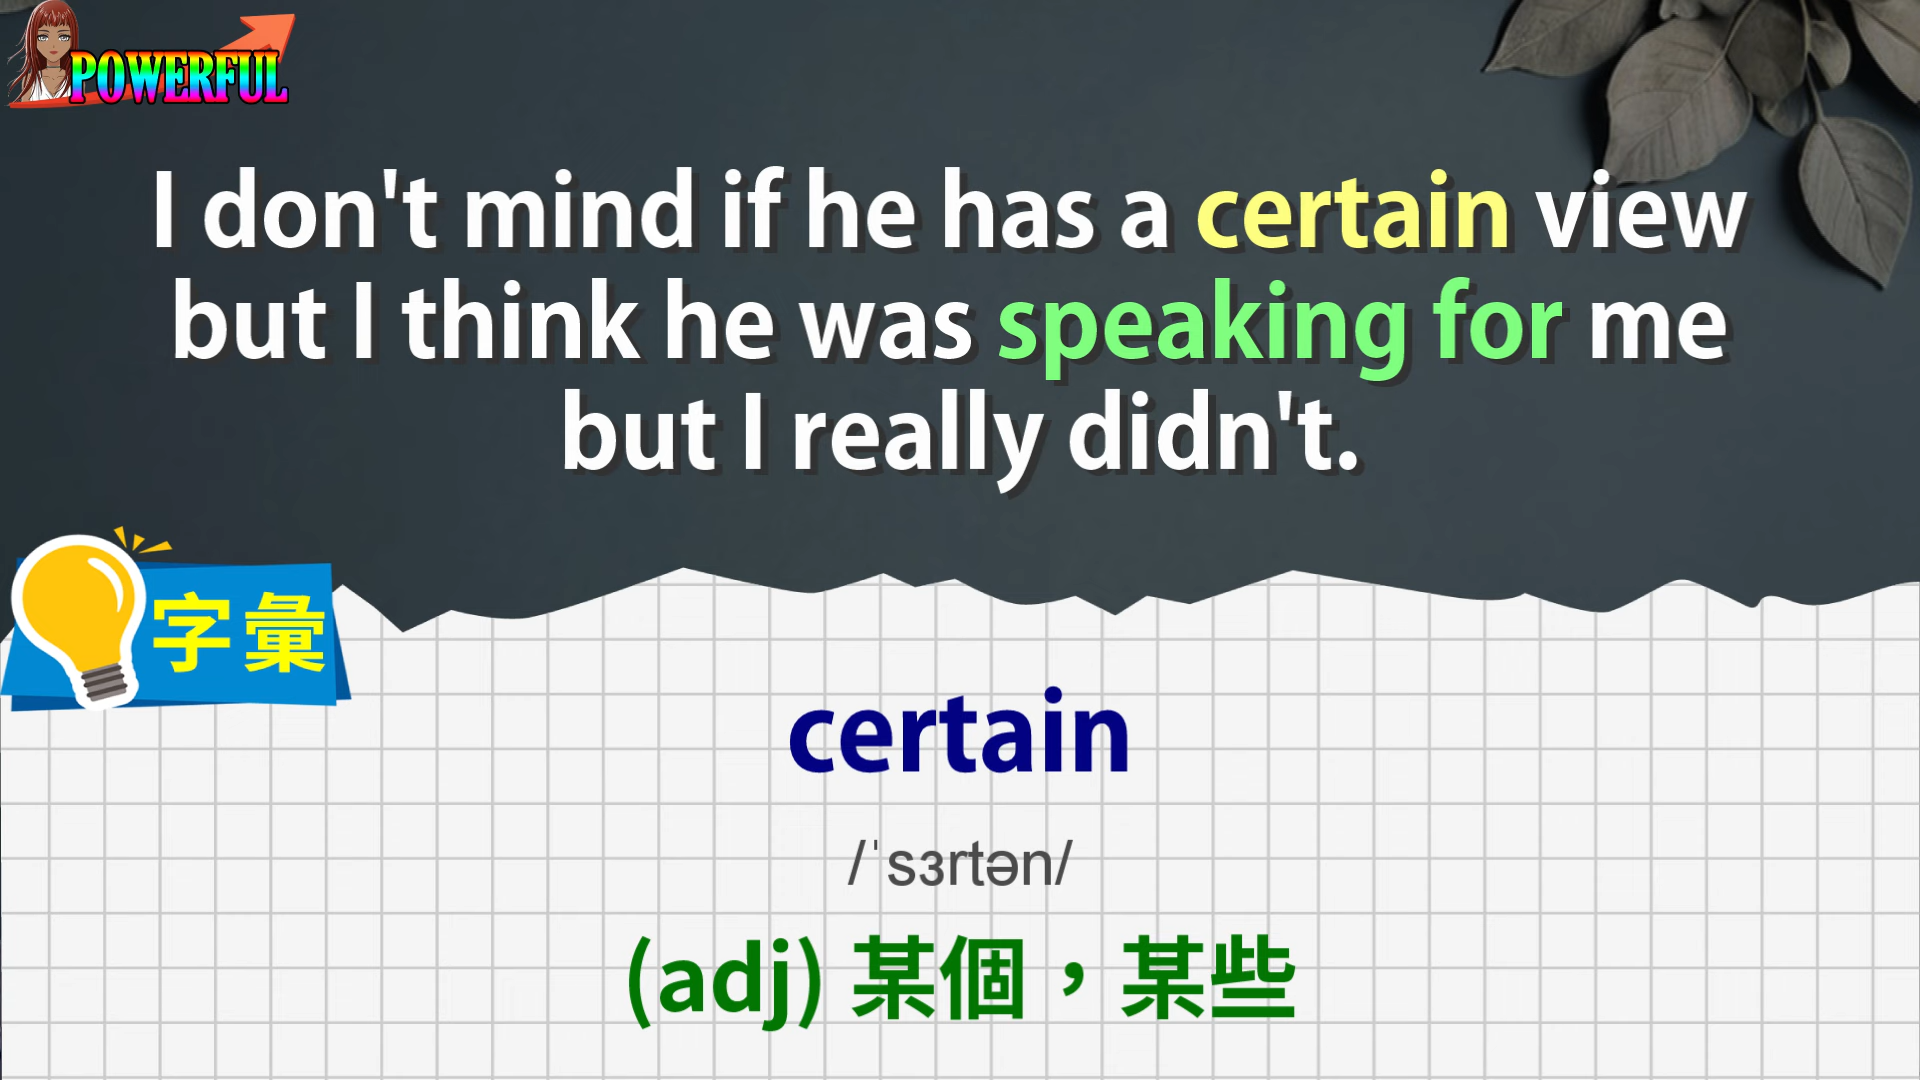 POWERFUL
I don't mind if he has a certain view
but I think he was speaking for me
but I really didn't.
字彙
certain
/ˈsɜrtən/
(adj) 某個，某些